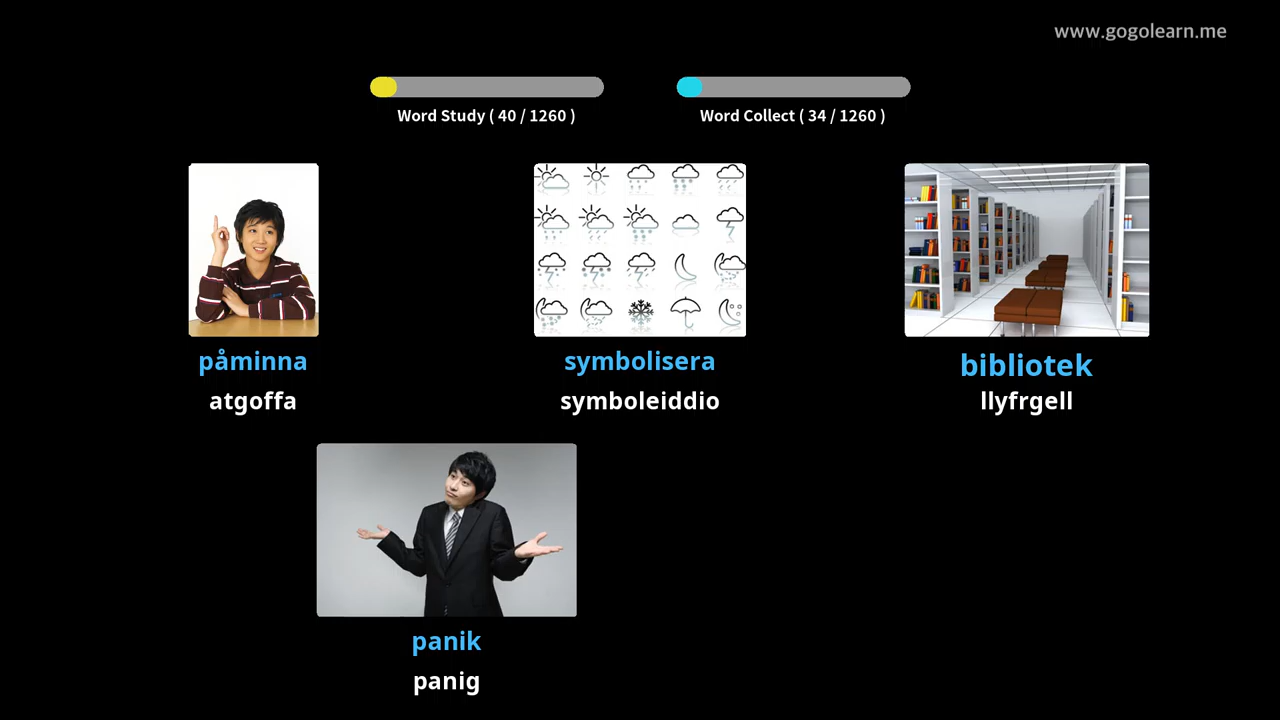 www.gogolearn.me
Word Study ( 40 / 1260 )
Word Collect ( 34 / 1260 )
påminna
atgoffa
symbolisera
symboleiddio
bibliotek
llyfrgell
panik
panig